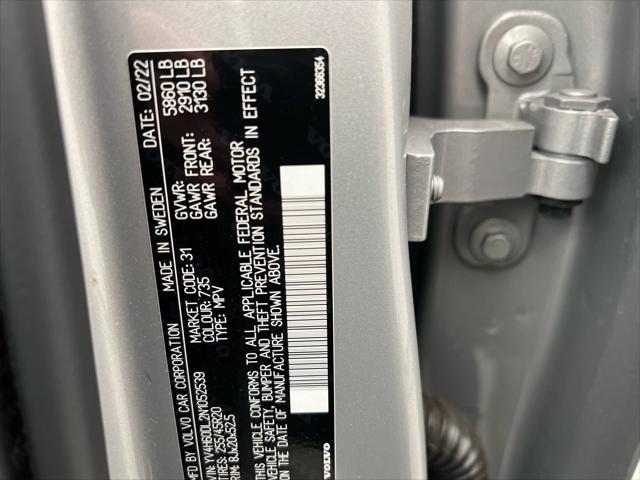 MFD BY VOLVO CAR CORPORATION MADE IN SWEDEN DATE: 02/22
VIN: YV4H60DL2N1052539 MARKET CODE: 31 GVWR: 5860 LB
TIRES: 255/45R20 COLOUR: 735 GAWR FRONT: 2910 LB
RIM: 8Jx20x52.5 TYPE: MPV GAWR REAR: 3130 LB
THIS VEHICLE CONFORMS TO ALL APPLICABLE FEDERAL MOTOR
VEHICLE SAFETY, BUMPER AND THEFT PREVENTION STANDARDS IN EFFECT
ON THE DATE OF MANUFACTURE SHOWN ABOVE.
VOLVO 32369354